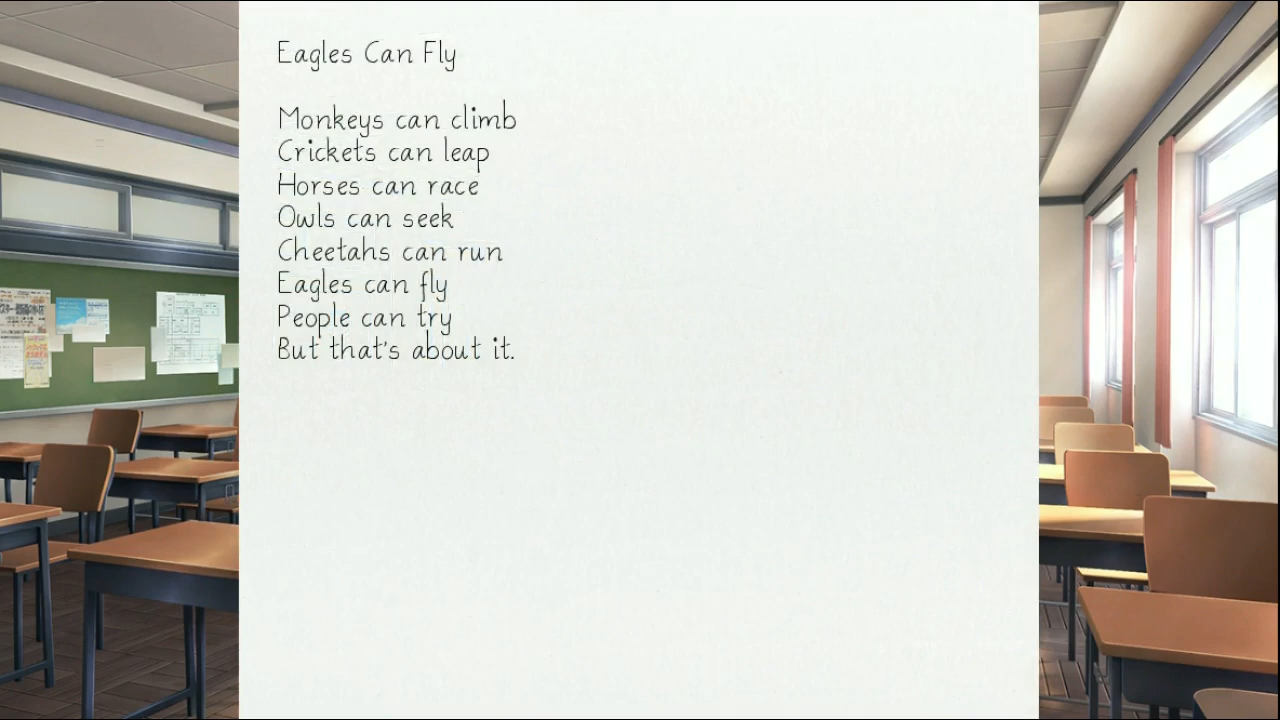 Eagles Can Fly
Monkeys can climb
Crickets can leap
Horses can race
Owls can seek
Cheetahs can run
Eagles can fly
People can try
But that's about it.